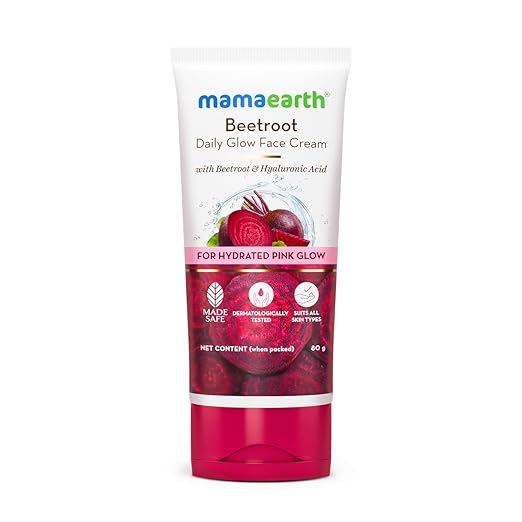 mamaearth®
Beetroot
Daily Glow Face Cream
with Beetroot & Hyaluronic Acid
FOR HYDRATED PINK GLOW
MADE SAFE
DERMATOLOGICALLY TESTED
SUITS ALL SKIN TYPES
NET CONTENT (when packed) 80 g